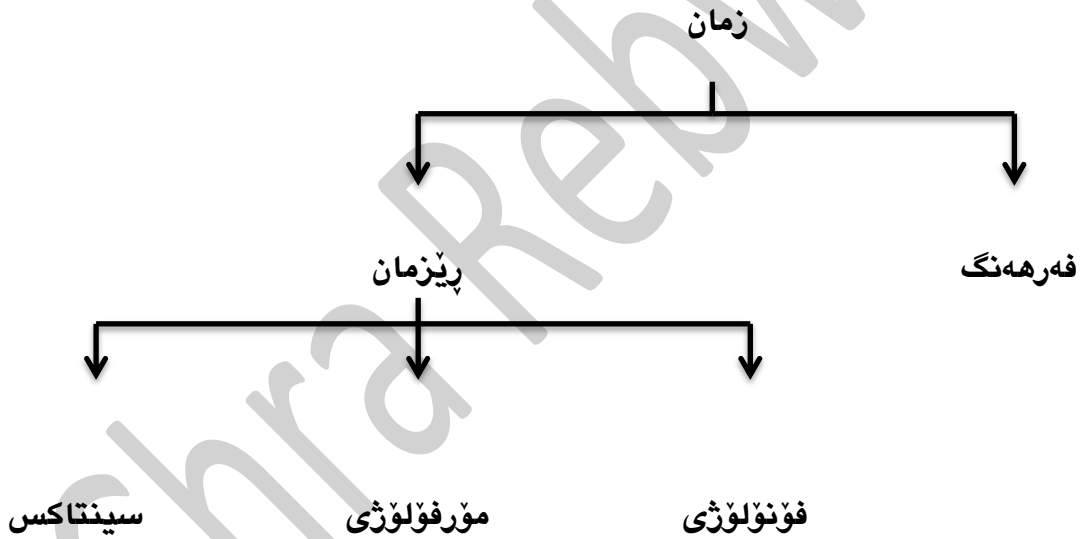 زمان
فەرهەنگ
ڕێزمان
فۆنۆلۆژی
مۆرفۆلۆژی
سینتاکس